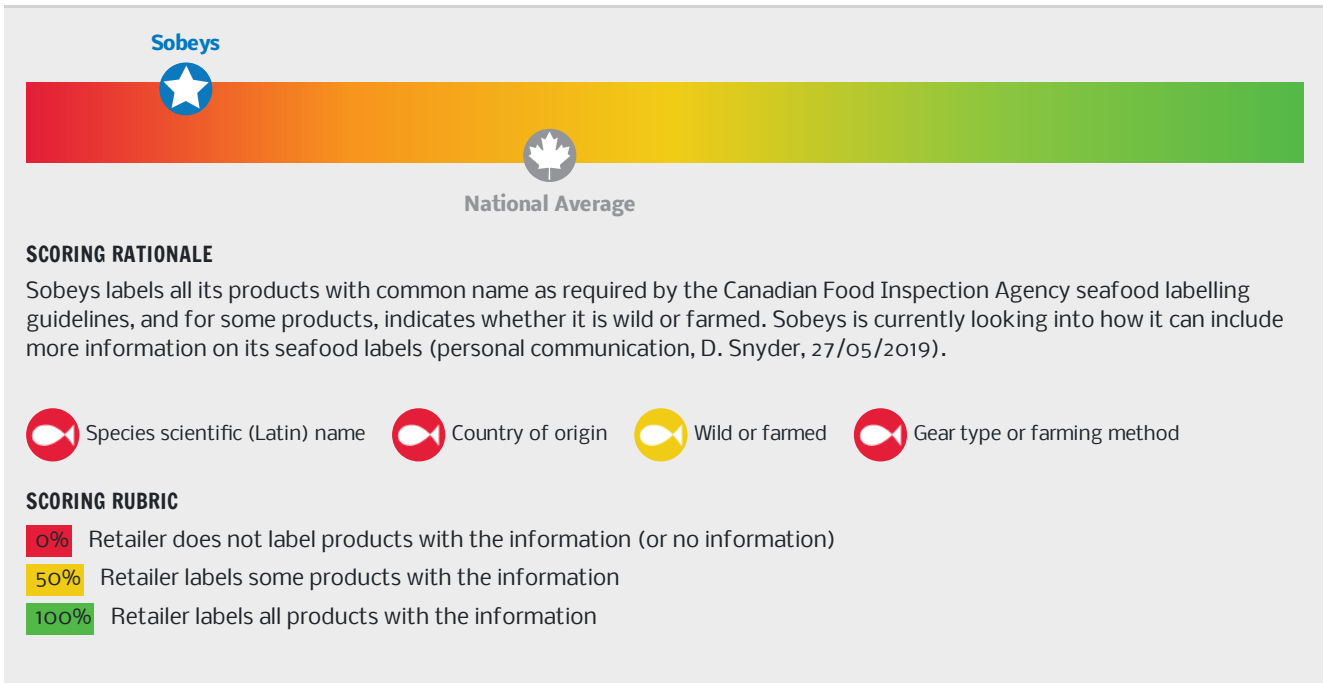 Sobeys
National Average
SCORING RATIONALE
Sobeys labels all its products with common name as required by the Canadian Food Inspection Agency seafood labelling
guidelines, and for some products, indicates whether it is wild or farmed. Sobeys is currently looking into how it can include
more information on its seafood labels (personal communication, D. Snyder, 27/05/2019).
Species scientific (Latin) name Country of origin Wild or farmed Gear type or farming method
SCORING RUBRIC
0% Retailer does not label products with the information (or no information)
50% Retailer labels some products with the information
100% Retailer labels all products with the information